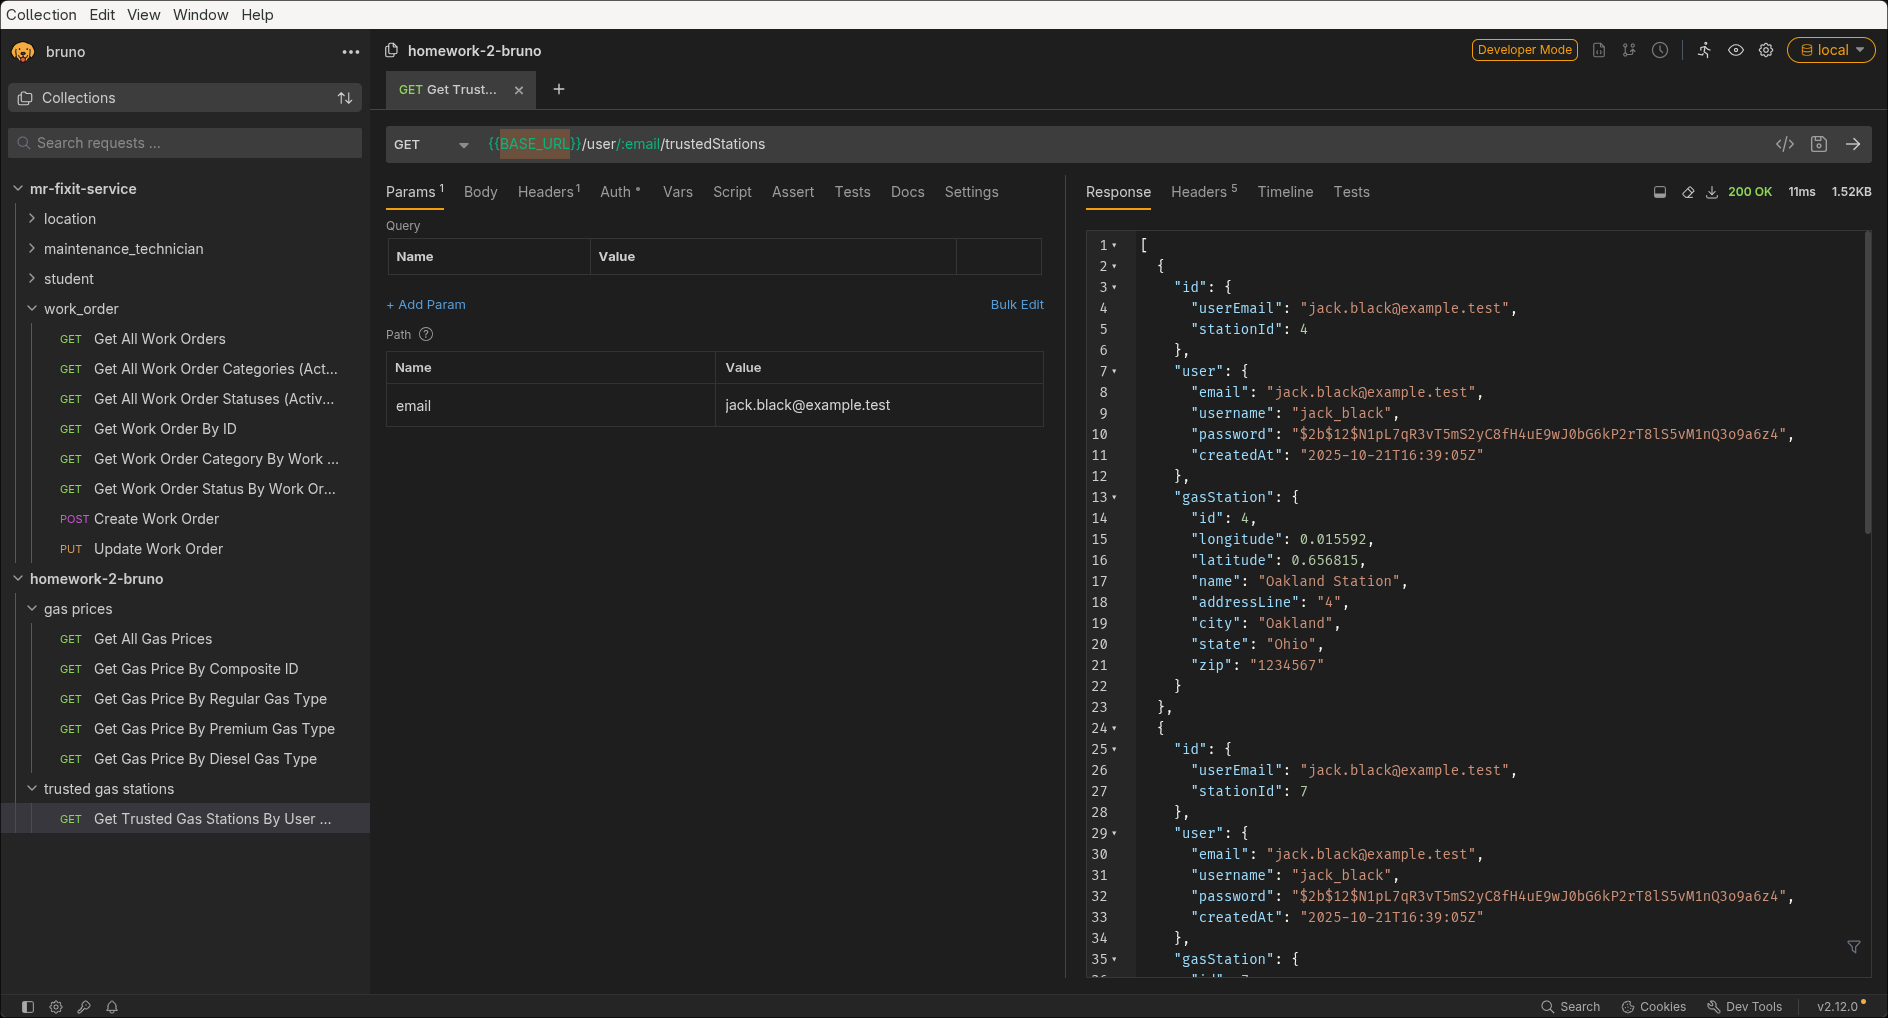 Collection Edit View Window Help
bruno
Collections
Search requests ...
mr-fixit-service
location
maintenance_technician
student
work_order
GET Get All Work Orders
GET Get All Work Order Categories (Act...
GET Get All Work Order Statuses (Activ...
GET Get Work Order By ID
GET Get Work Order Category By Work ...
GET Get Work Order Status By Work Or...
POST Create Work Order
PUT Update Work Order
homework-2-bruno
gas prices
GET Get All Gas Prices
GET Get Gas Price By Composite ID
GET Get Gas Price By Regular Gas Type
GET Get Gas Price By Premium Gas Type
GET Get Gas Price By Diesel Gas Type
trusted gas stations
GET Get Trusted Gas Stations By User ...
homework-2-bruno
Developer Mode
local
GET Get Trust...
GET {{BASE_URL}}/user/:email/trustedStations
Params 1 Body Headers 1 Auth Vars Script Assert Tests Docs Settings
Query
Name Value
+ Add Param Bulk Edit
Path ?
Name Value
email jack.black@example.test
Response Headers 5 Timeline Tests 200 OK 11ms 1.52KB
1 [
2 {
3 "id": {
4 "userEmail": "jack.black@example.test",
5 "stationId": 4
6 },
7 "user": {
8 "email": "jack.black@example.test",
9 "username": "jack_black",
10 "password": "$2b$12$N1pL7qR3vT5mS2yC8fH4uE9wJ0bG6kP2rT8lS5vM1nQ3o9a6z4",
11 "createdAt": "2025-10-21T16:39:05Z"
12 },
13 "gasStation": {
14 "id": 4,
15 "longitude": 0.015592,
16 "latitude": 0.656815,
17 "name": "Oakland Station",
18 "addressLine": "4",
19 "city": "Oakland",
20 "state": "Ohio",
21 "zip": "1234567"
22 }
23 },
24 {
25 "id": {
26 "userEmail": "jack.black@example.test",
27 "stationId": 7
28 },
29 "user": {
30 "email": "jack.black@example.test",
31 "username": "jack_black",
32 "password": "$2b$12$N1pL7qR3vT5mS2yC8fH4uE9wJ0bG6kP2rT8lS5vM1nQ3o9a6z4",
33 "createdAt": "2025-10-21T16:39:05Z"
34 },
35 "gasStation": {
Search Cookies Dev Tools v2.12.0